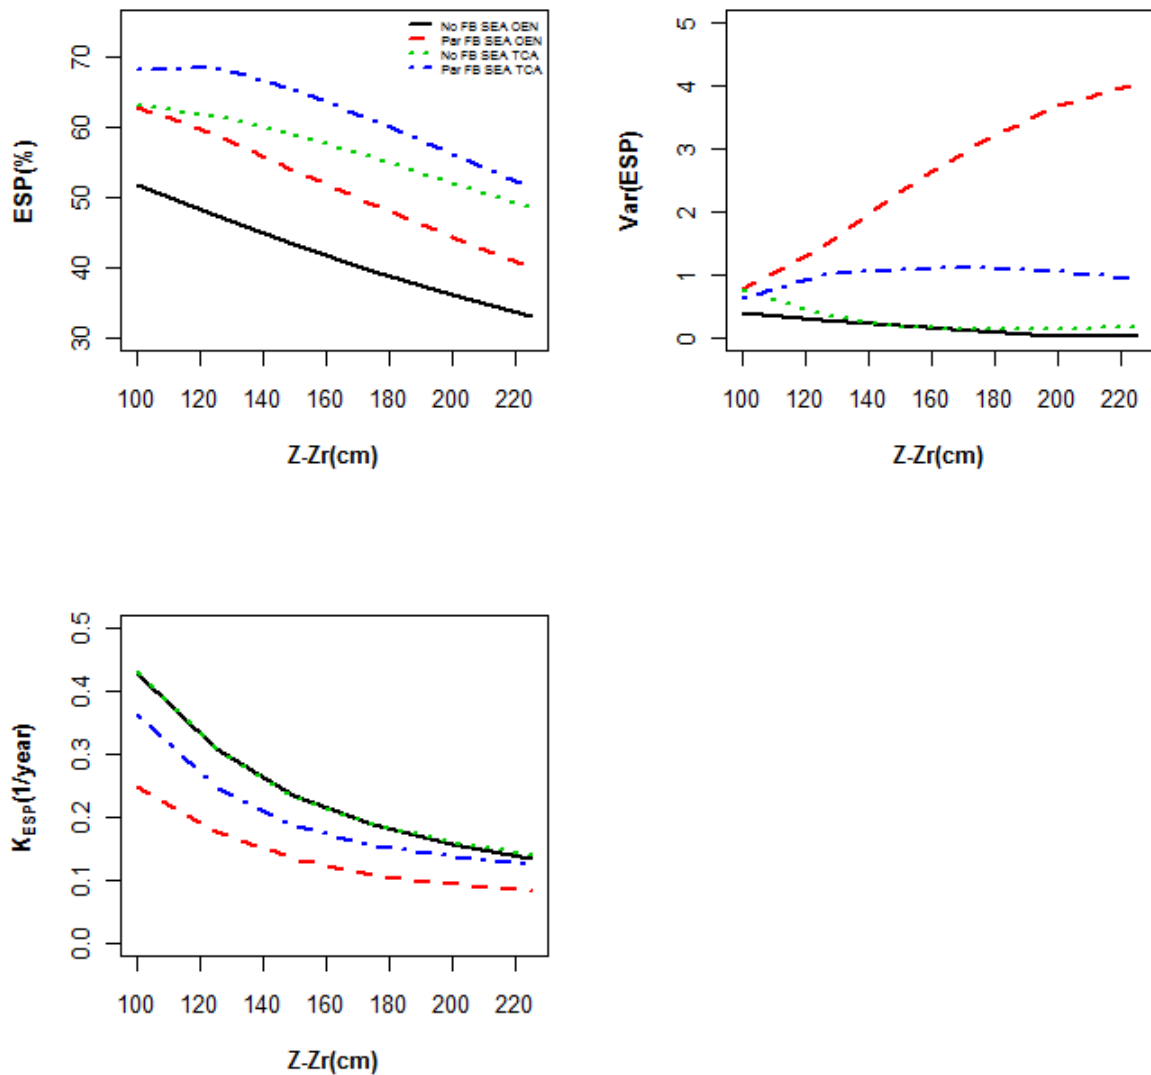 No FB SEA OEN
Par FB SEA OEN
No FB SEA TCA
Par FB SEA TCA
ESP(%)
70
60
50
40
30
100 120 140 160 180 200 220
Z-Zr(cm)
Var(ESP)
5
4
3
2
1
0
100 120 140 160 180 200 220
Z-Zr(cm)
K_ESP(1/year)
0.5
0.4
0.3
0.2
0.1
0.0
100 120 140 160 180 200 220
Z-Zr(cm)